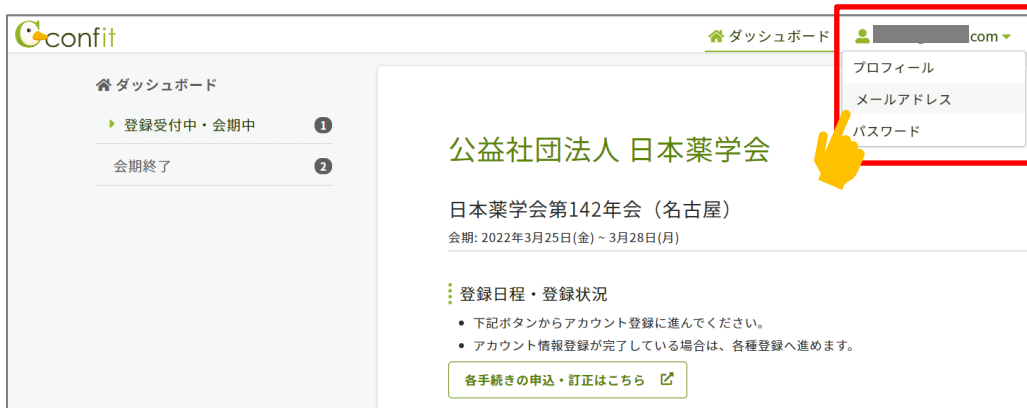 confit
ダッシュボード
com
プロフィール
メールアドレス
パスワード
ダッシュボード
登録受付中・会期中 1
会期終了 2
公益社団法人 日本薬学会
日本薬学会第142年会（名古屋）
会期: 2022年3月25日(金) ~ 3月28日(月)
登録日程・登録状況
下記ボタンからアカウント登録に進んでください。
アカウント情報登録が完了している場合は、各種登録へ進めます。
各手続きの申込・訂正はこちら